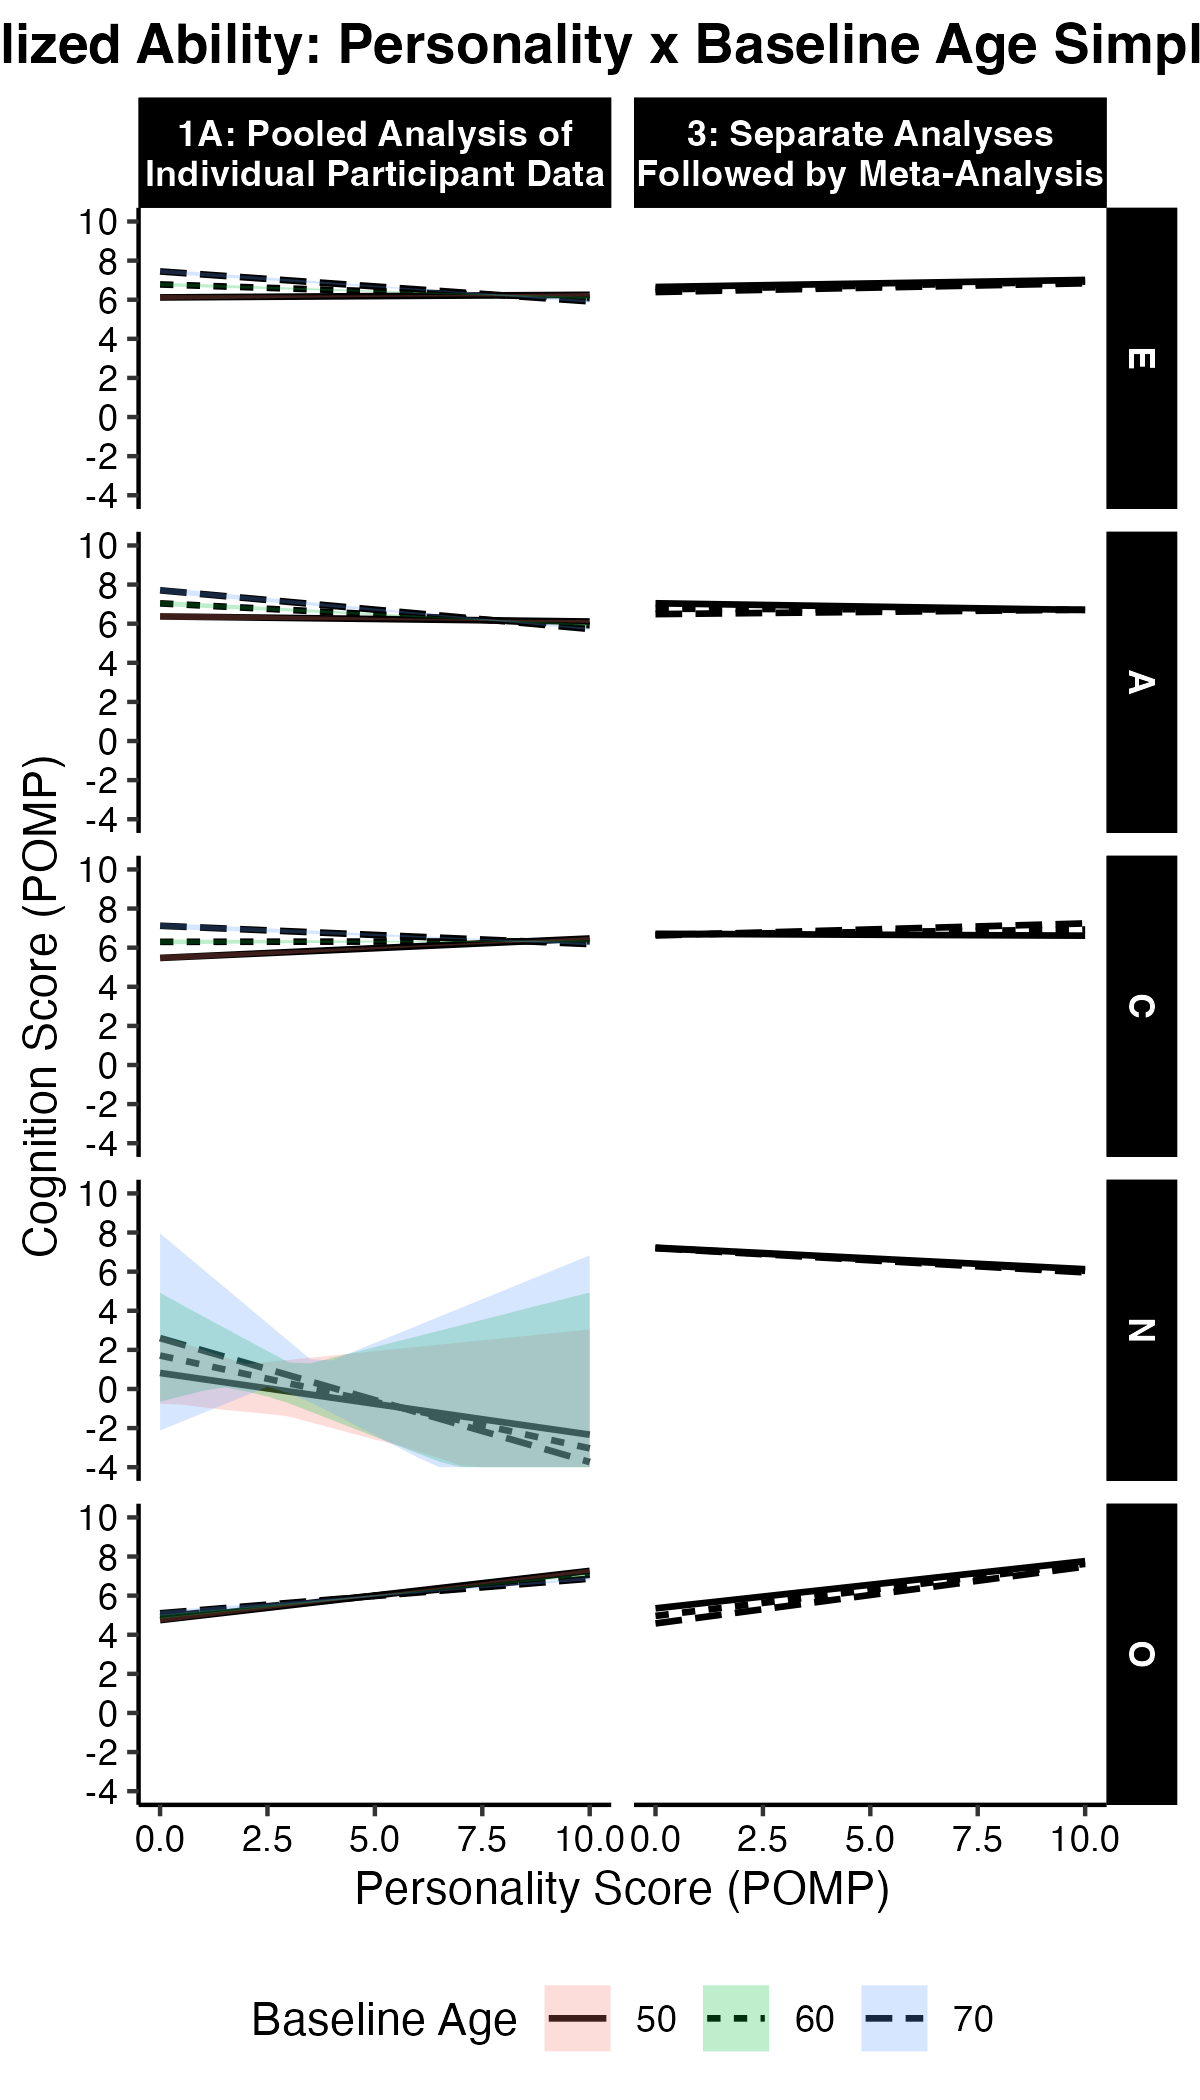 lized Ability: Personality x Baseline Age Simpl
1A: Pooled Analysis of
Individual Participant Data
3: Separate Analyses
Followed by Meta-Analysis
Cognition Score (POMP)
10
8
6
4
2
0
-2
-4
E
10
8
6
4
2
0
-2
-4
A
10
8
6
4
2
0
-2
-4
C
10
8
6
4
2
0
-2
-4
N
10
8
6
4
2
0
-2
-4
O
0.0 2.5 5.0 7.5 10.0 0.0 2.5 5.0 7.5 10.0
Personality Score (POMP)
Baseline Age 50 60 70